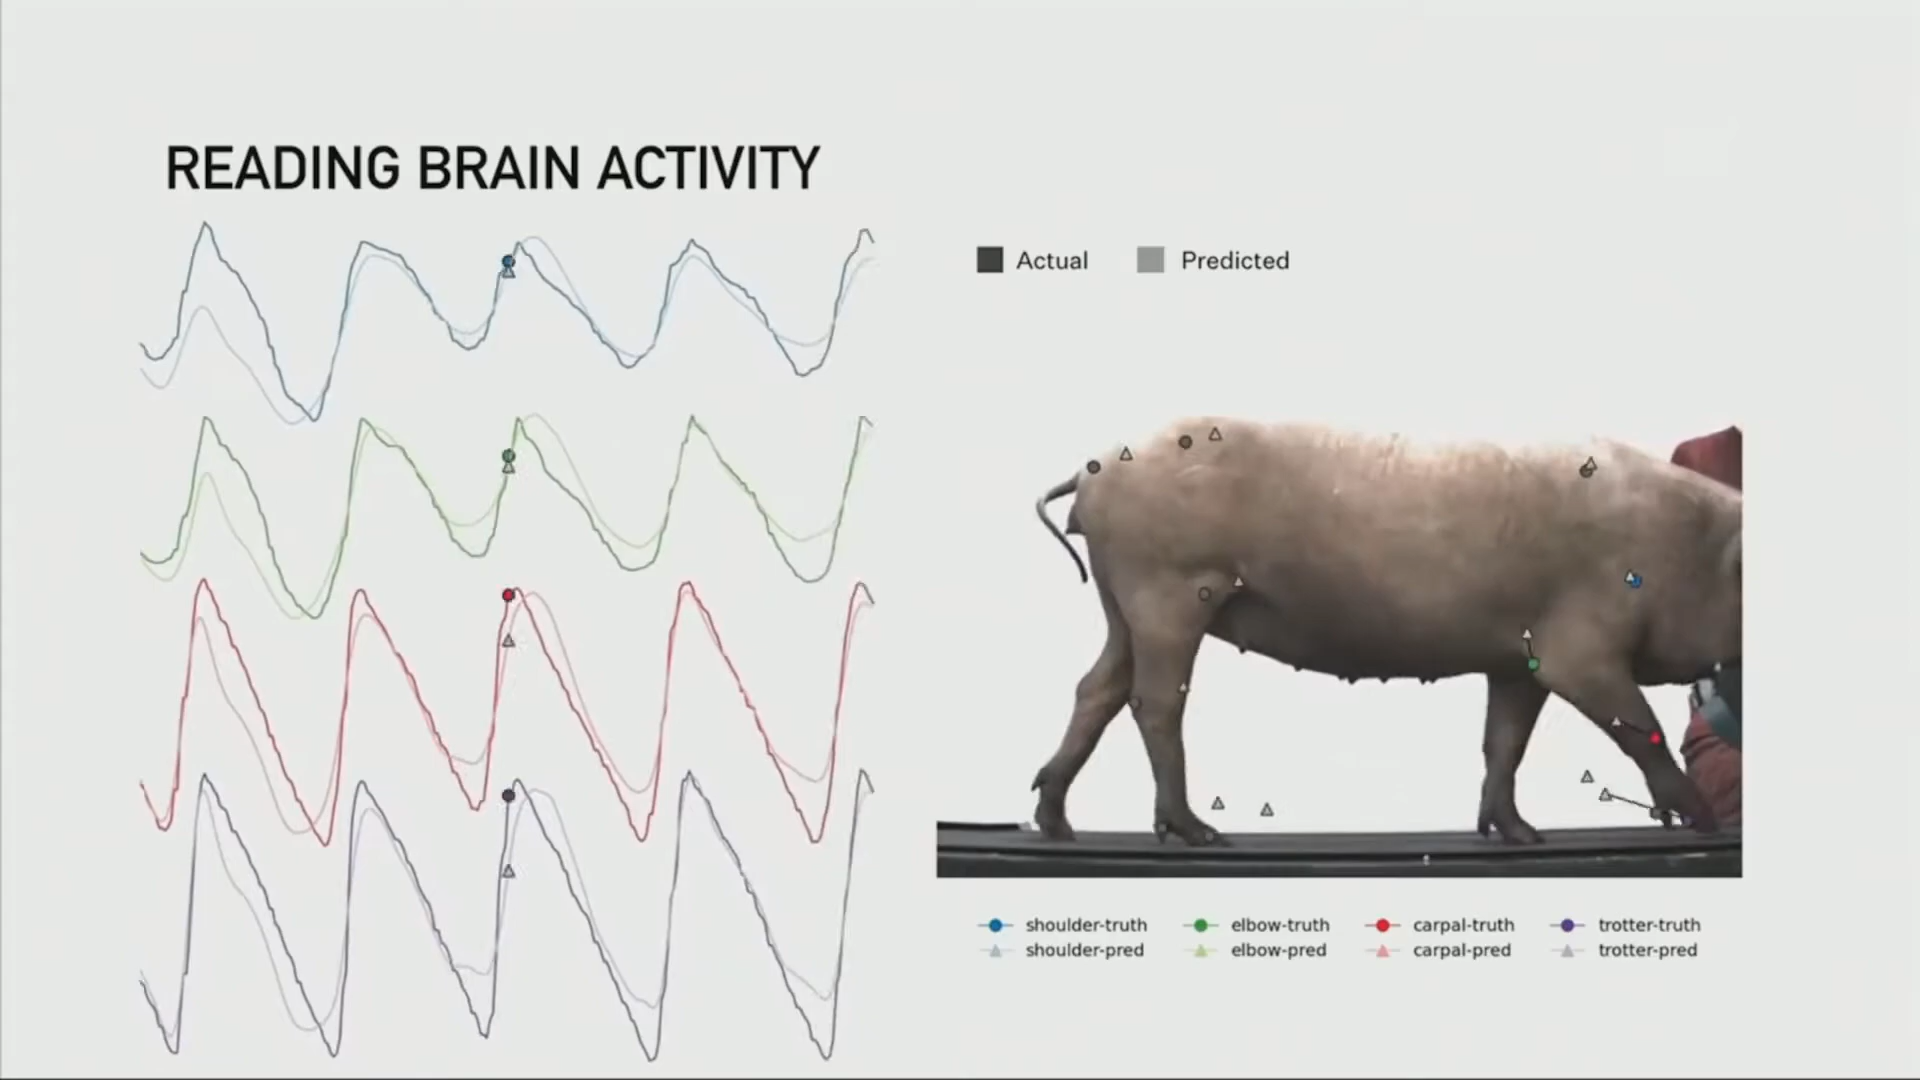 READING BRAIN ACTIVITY
Actual Predicted
shoulder-truth elbow-truth carpal-truth trotter-truth
shoulder-pred elbow-pred carpal-pred trotter-pred